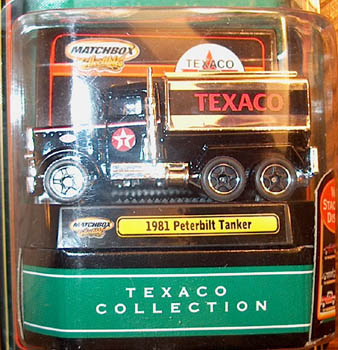 MATCHBOX
TEXACO
TEXACO
MATCHBOX
1981 Peterbilt Tanker
TEXACO
COLLECTION